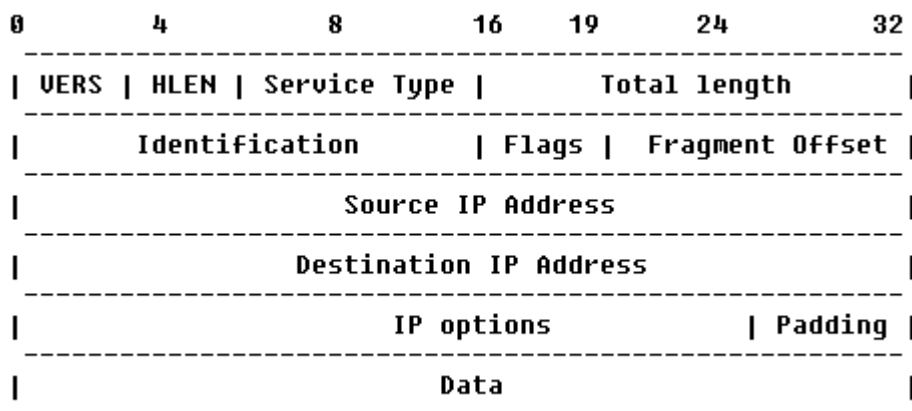 0 4 8 16 19 24 32
| VERS | HLEN | Service Type | Total length |
| Identification | Flags | Fragment Offset |
| Source IP Address |
| Destination IP Address |
| IP options | Padding |
| Data |